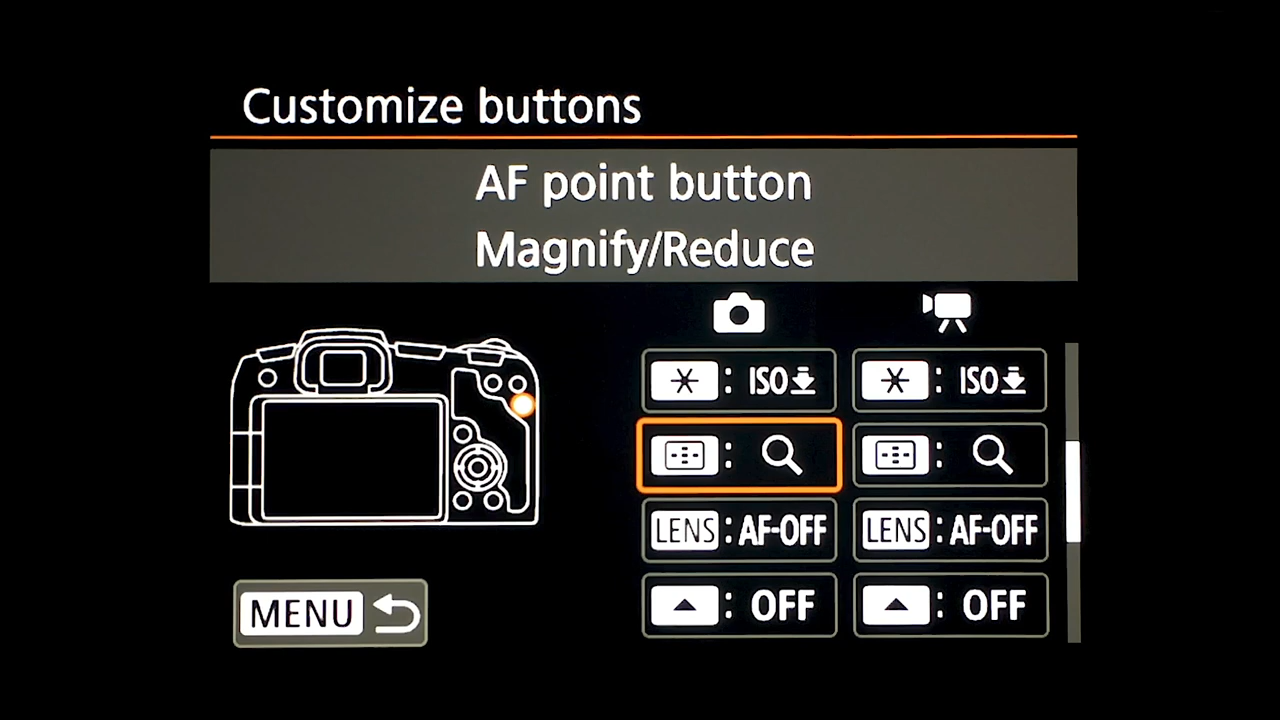 Customize buttons
AF point button
Magnify/Reduce
: ISO : ISO
: :
LENS : AF-OFF LENS : AF-OFF
: OFF : OFF
MENU